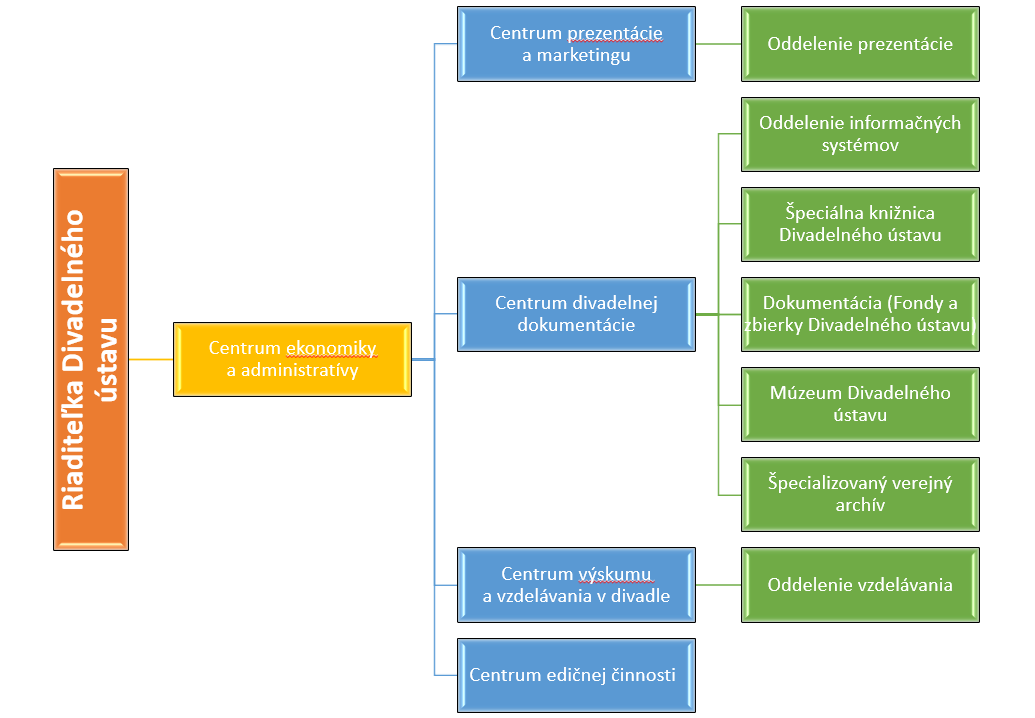 Riaditeľka Divadelného
ústavu
Centrum ekonomiky
a administratívy
Centrum prezentácie
a marketingu
Oddelenie prezentácie
Centrum divadelnej
dokumentácie
Oddelenie informačných
systémov
Špeciálna knižnica
Divadelného ústavu
Dokumentácia (Fondy a
zbierky Divadelného ústavu)
Múzeum Divadelného
ústavu
Špecializovaný verejný
archív
Centrum výskumu
a vzdelávania v divadle
Oddelenie vzdelávania
Centrum edičnej činnosti